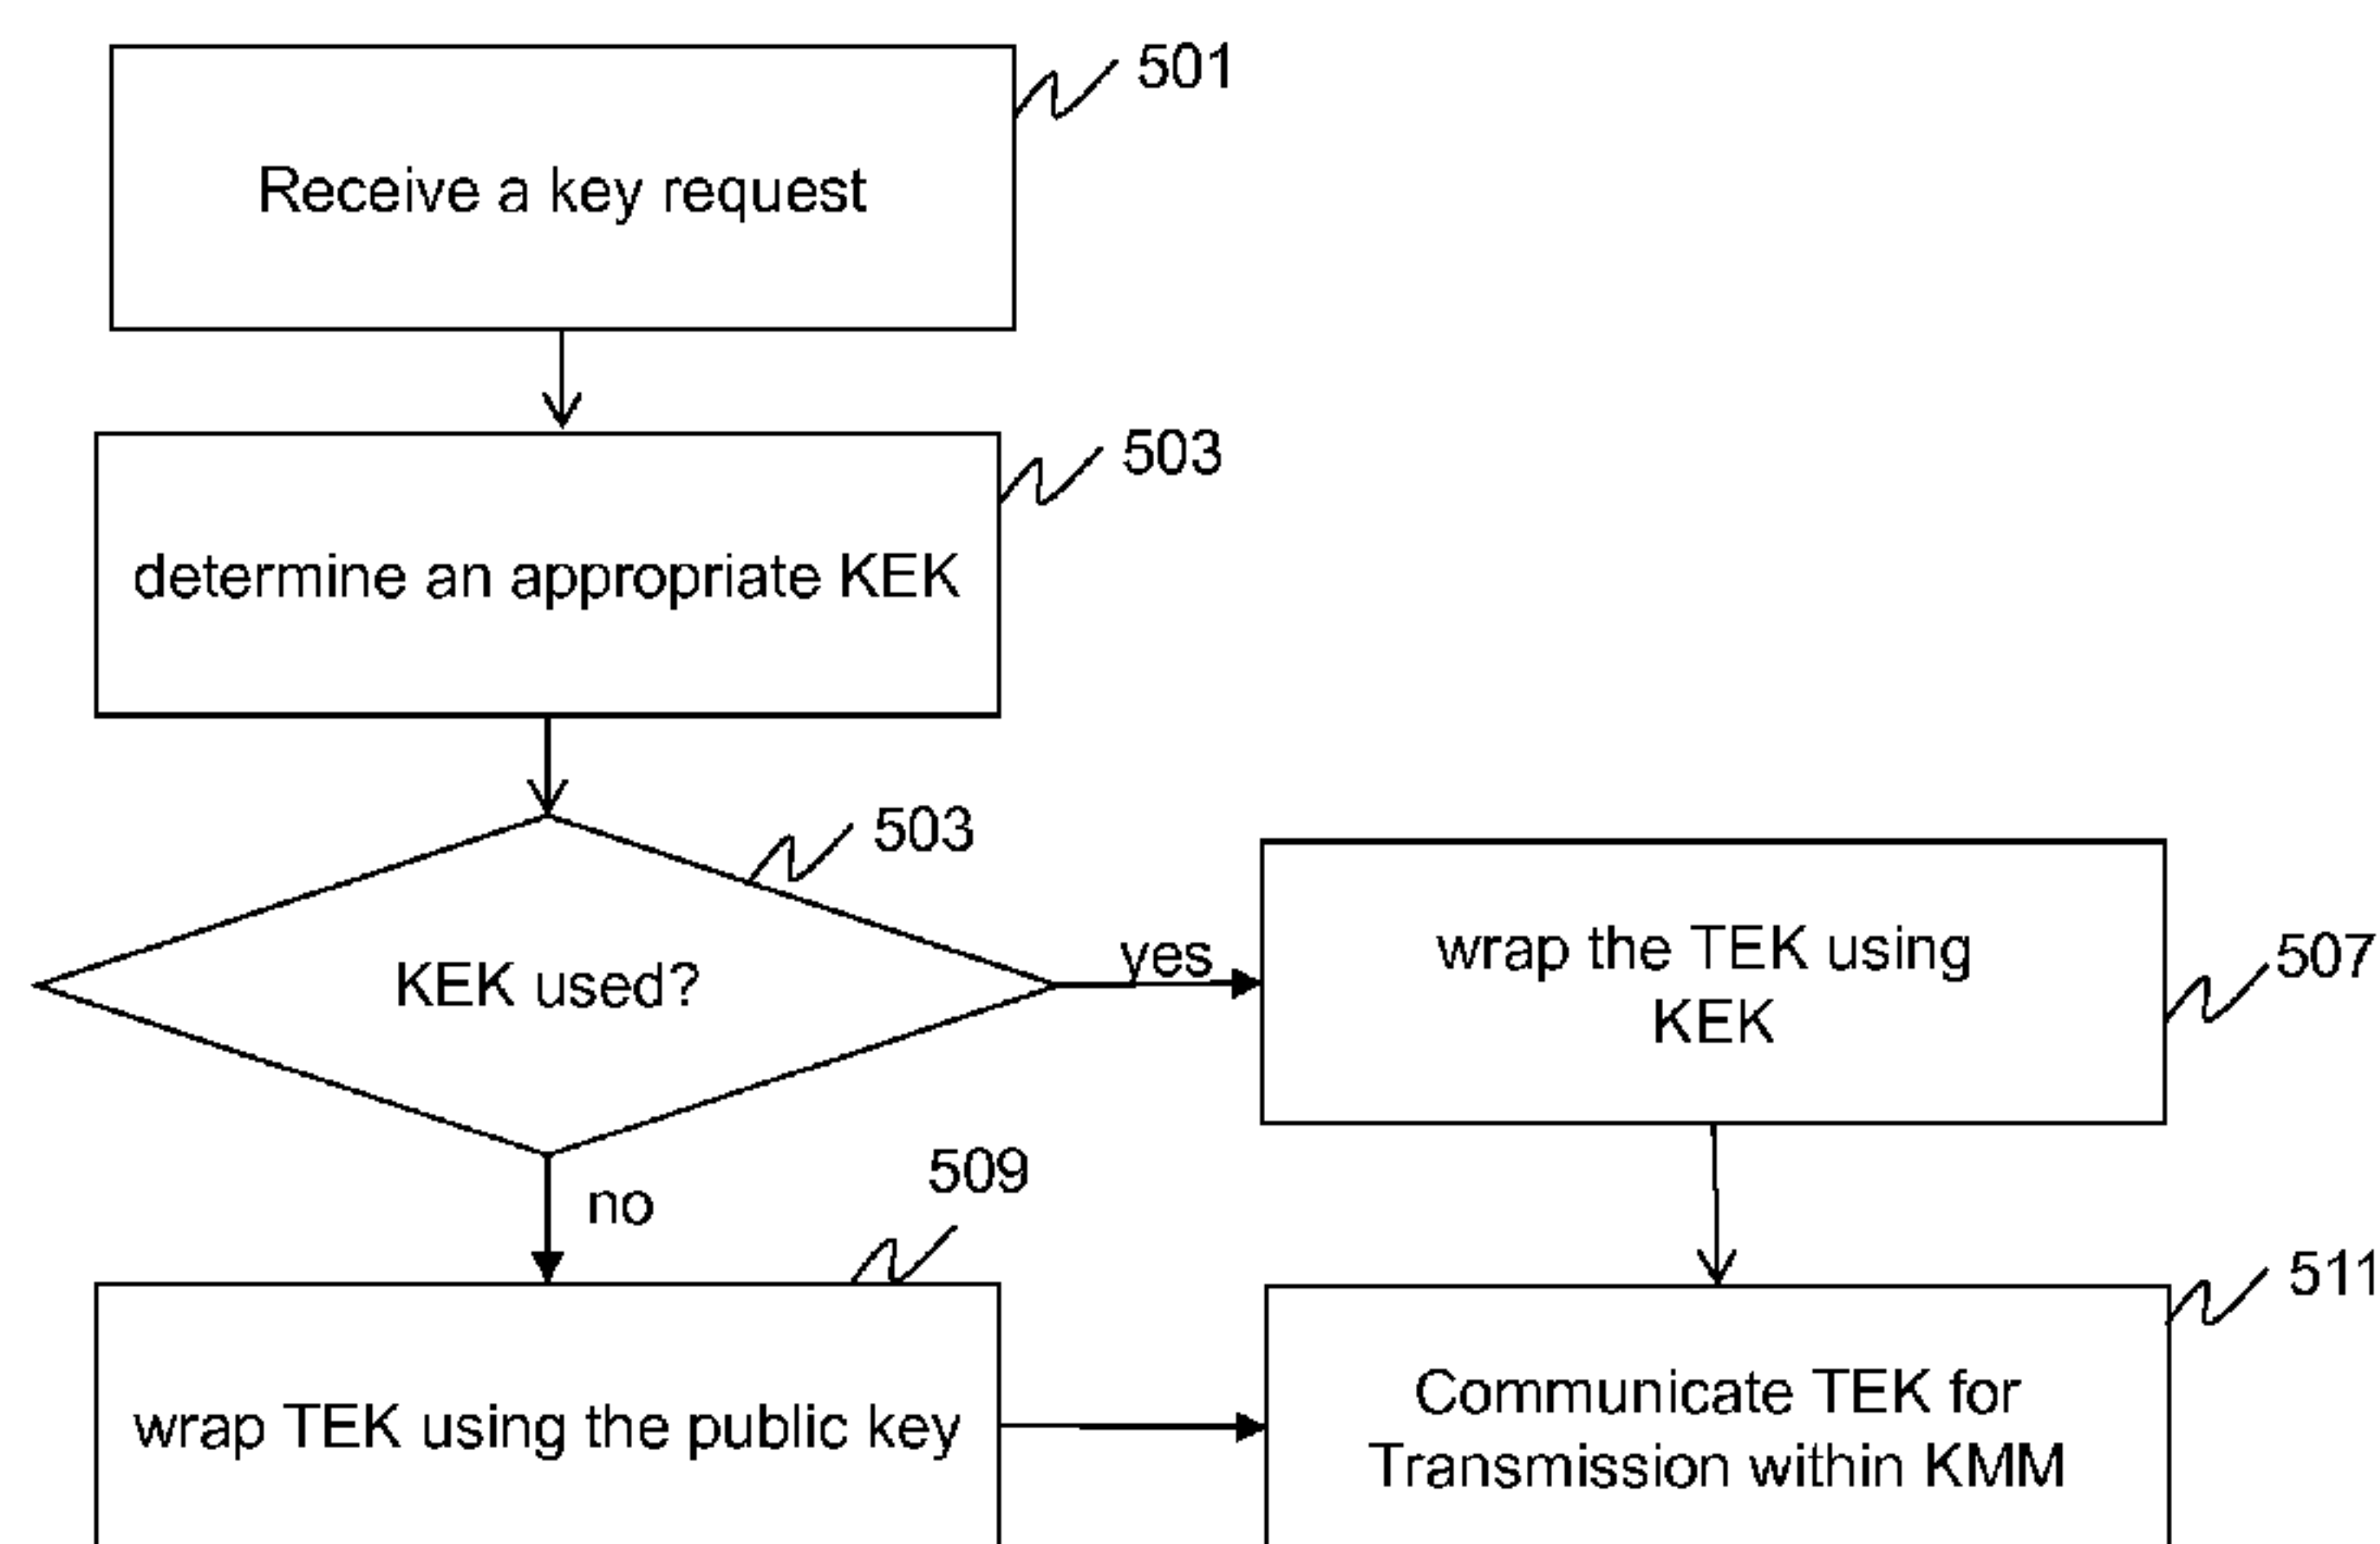 501
Receive a key request
503
determine an appropriate KEK
503
KEK used?
yes
wrap the TEK using
KEK
507
no
509
wrap TEK using the public key
511
Communicate TEK for
Transmission within KMM